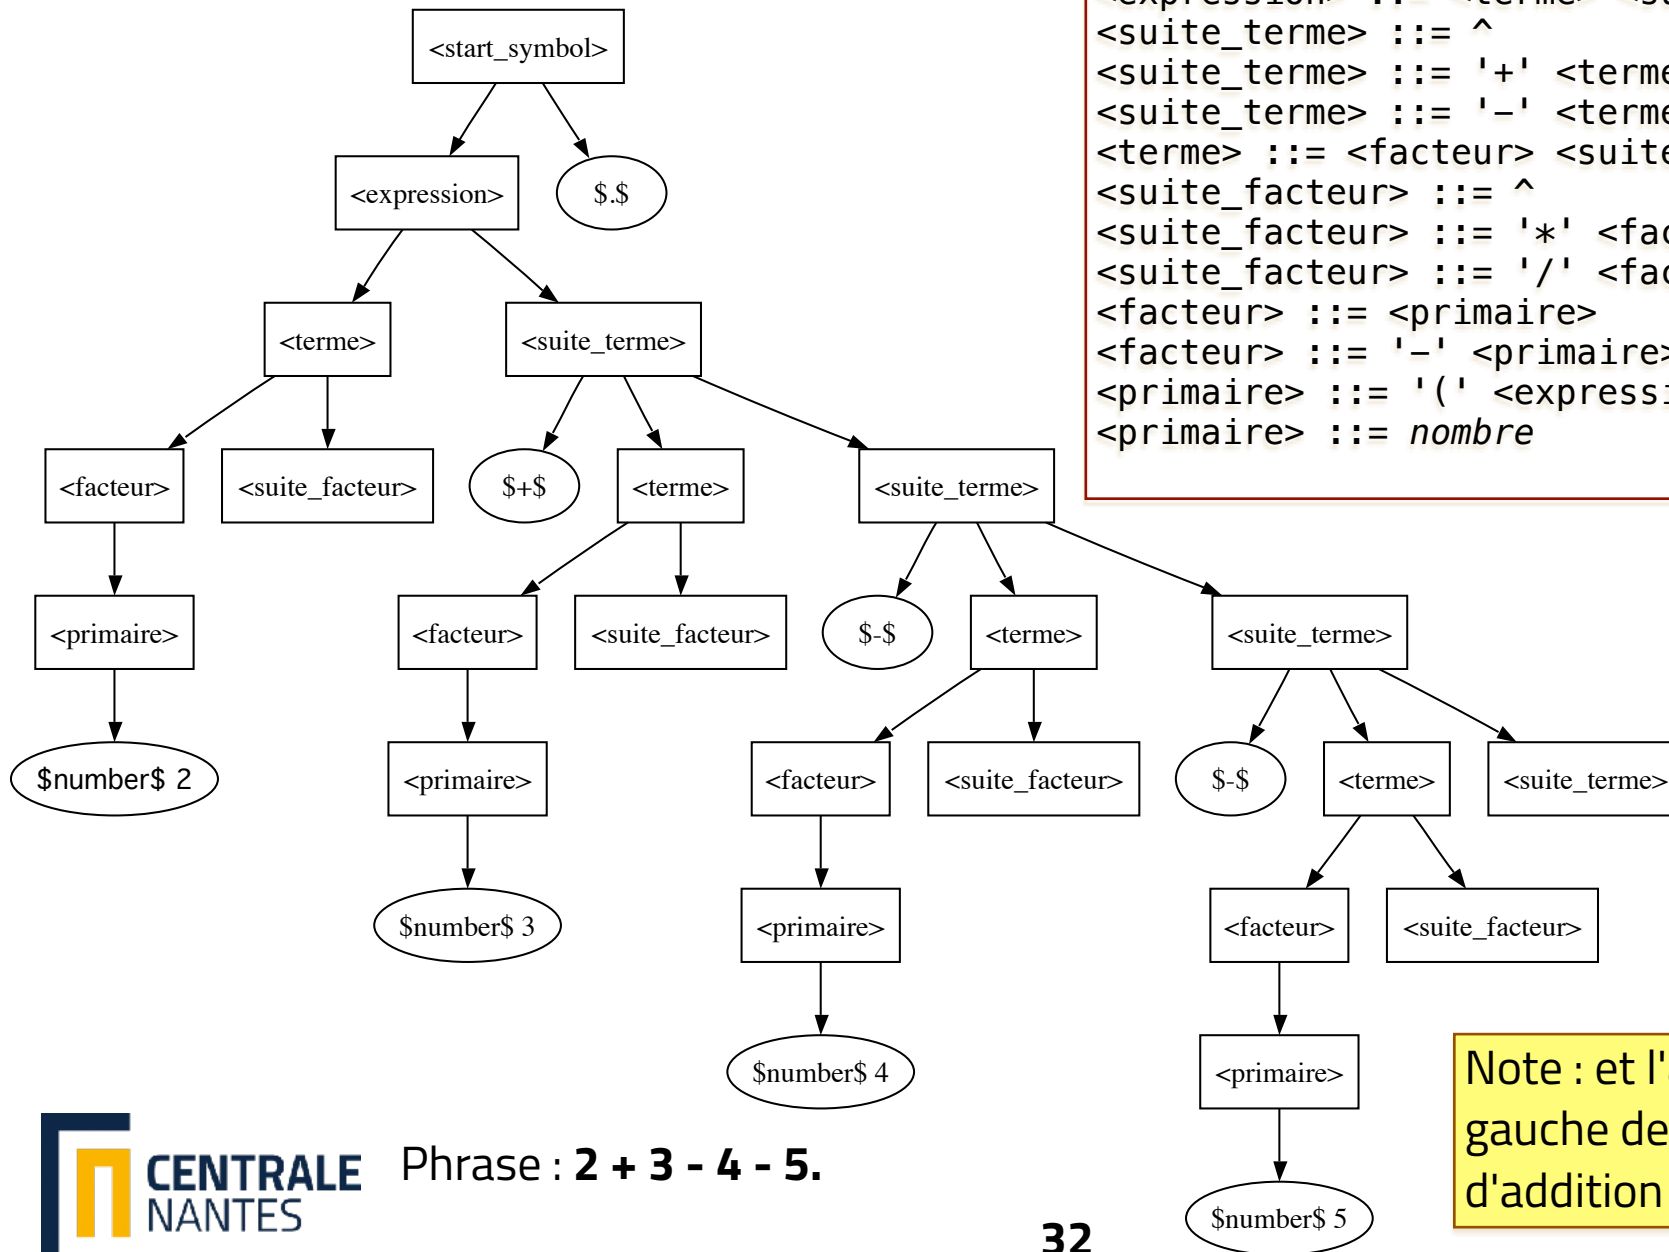 <start_symbol>
<expression>
$.$
<terme>
<suite_terme>
<facteur>
<suite_facteur>
$+$
<terme>
<suite_terme>
<primaire>
<facteur>
<suite_facteur>
$-$
<terme>
<suite_terme>
$number$ 2
<primaire>
<facteur>
<suite_facteur>
$-$
<terme>
<suite_terme>
$number$ 3
<primaire>
<facteur>
<suite_facteur>
$number$ 4
<primaire>
$number$ 5
<suite_terme> ::= ^
<suite_terme> ::= '+' <terme
<suite_terme> ::= '-' <terme
<terme> ::= <facteur> <suite
<suite_facteur> ::= ^
<suite_facteur> ::= '*' <fac
<suite_facteur> ::= '/' <fac
<facteur> ::= <primaire>
<facteur> ::= '-' <primaire>
<primaire> ::= '(' <expressi
<primaire> ::= nombre
Note : et l'
gauche de
d'addition
CENTRALE
NANTES
Phrase : 2 + 3 - 4 - 5.
32